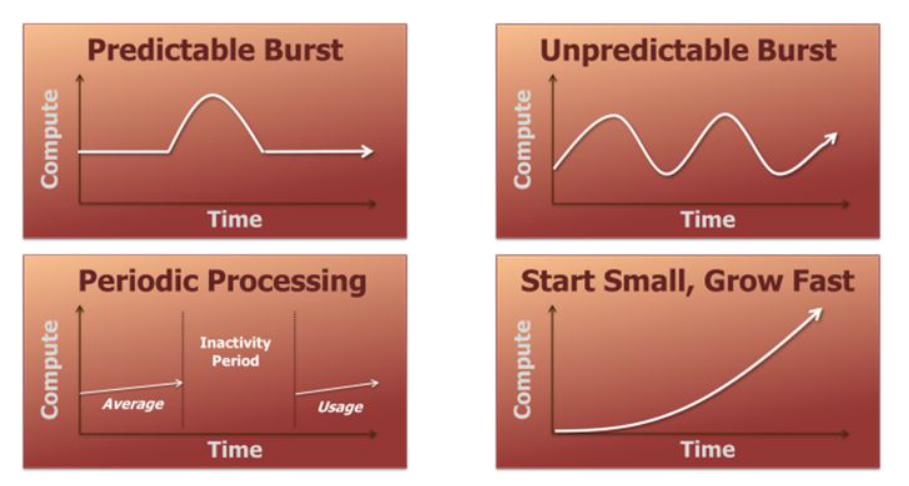 Predictable Burst
Compute
Time
Unpredictable Burst
Compute
Time
Periodic Processing
Compute
Inactivity
Period
Average
Usage
Time
Start Small, Grow Fast
Compute
Time